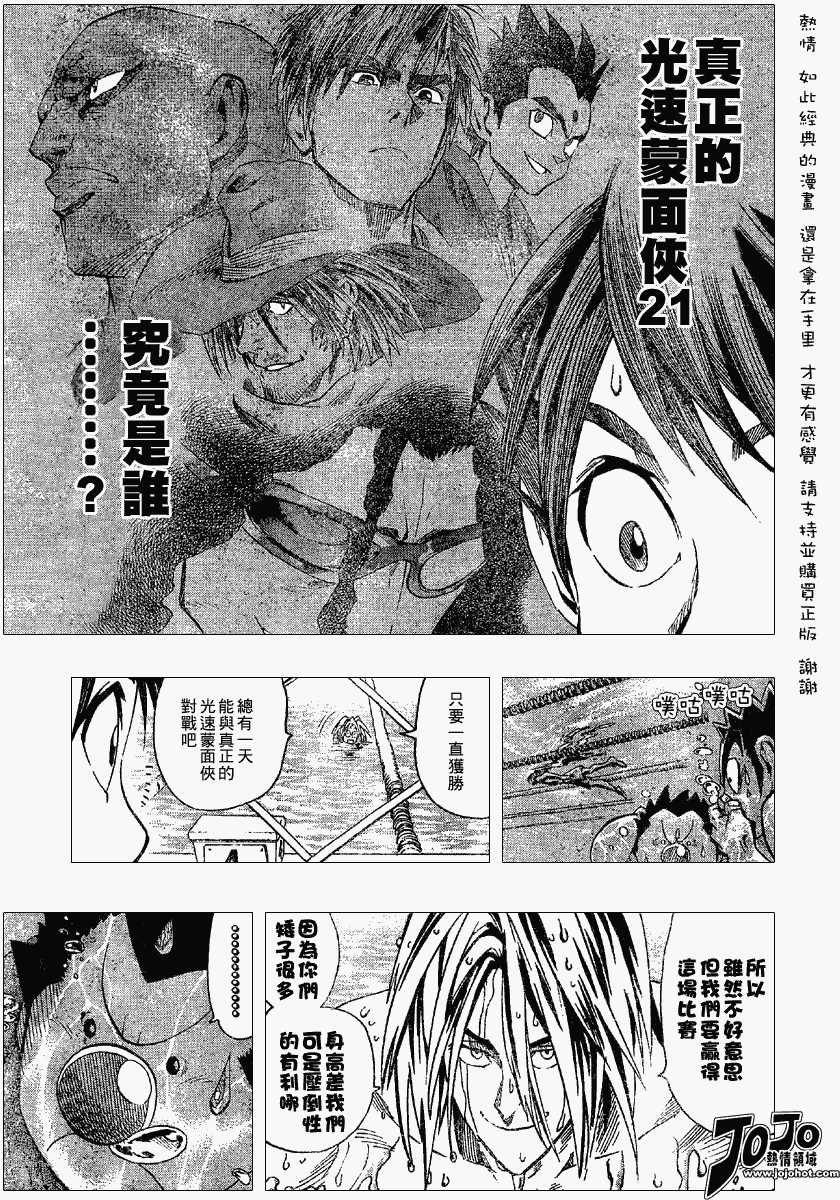 真正的
光速蒙面俠
21
究竟是誰
…………?
噗咕噗咕
只要一直獲勝
總有一天
能與真正的
光速蒙面俠
對戰吧
所以
雖然不好意思
但我們要贏得
這場比賽
因為你們
矮子很多
身高差我們
可是壓倒性
的有利哪
…………
熱情 如此經典的漫畫 還是拿在手里 才更有感覺 請支持並購買正版 謝謝
JOJO
熱情領域
www.jojohot.com